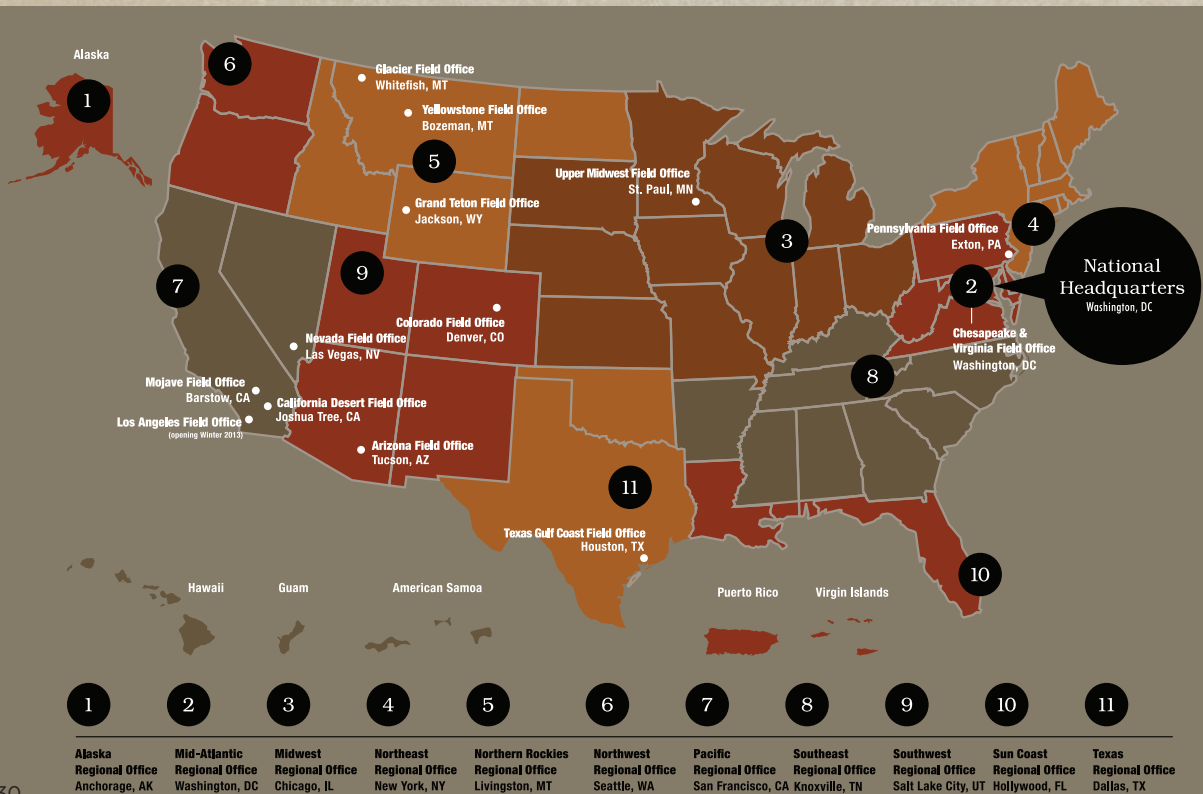 Alaska
1
6
Glacier Field Office
Whitefish, MT
Yellowstone Field Office
Bozeman, MT
5
Upper Midwest Field Office
St. Paul, MN
Grand Teton Field Office
Jackson, WY
3
Pennsylvania Field Office
Exton, PA
4
National
Headquarters
Washington, DC
7
9
2
Colorado Field Office
Denver, CO
Nevada Field Office
Las Vegas, NV
Chesapeake &
Virginia Field Office
Washington, DC
8
Mojave Field Office
Barstow, CA
California Desert Field Office
Joshua Tree, CA
Los Angeles Field Office
(opening Winter 2013)
Arizona Field Office
Tucson, AZ
11
Texas Gulf Coast Field Office
Houston, TX
10
Hawaii
Guam
American Samoa
Puerto Rico
Virgin Islands
1
Alaska
Regional Office
Anchorage, AK
2
Mid-Atlantic
Regional Office
Washington, DC
3
Midwest
Regional Office
Chicago, IL
4
Northeast
Regional Office
New York, NY
5
Northern Rockies
Regional Office
Livingston, MT
6
Northwest
Regional Office
Seattle, WA
7
Pacific
Regional Office
San Francisco, CA
8
Southeast
Regional Office
Knoxville, TN
9
Southwest
Regional Office
Salt Lake City, UT
10
Sun Coast
Regional Office
Hollywood, FL
11
Texas
Regional Office
Dallas, TX